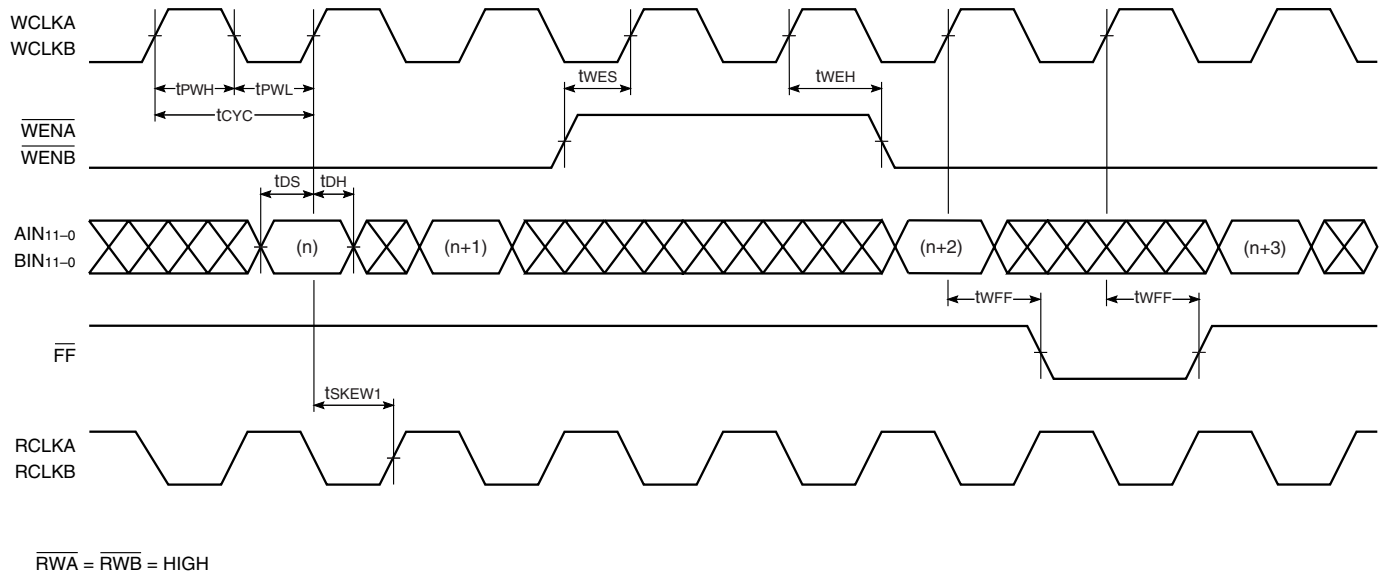 WCLKA
WCLKB
tPWH tPWL
tCYC
tWES
tWEH
WENA
WENB
tDS tDH
AIN11–0
BIN11–0
(n) (n+1) (n+2) (n+3)
tWFF tWFF
FF
tSKEW1
RCLKA
RCLKB
RWA = RWB = HIGH